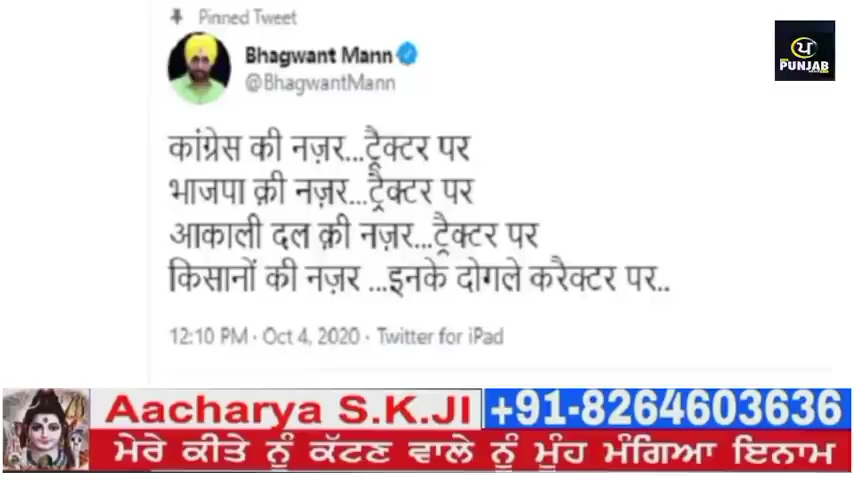 Pinned Tweet
Bhagwant Mann
@BhagwantMann
ਪ
PUNJAB
कांग्रेस की नज़र...ट्रैक्टर पर
भाजपा क़ी नज़र...ट्रैक्टर पर
आकाली दल क़ी नज़र...ट्रैक्टर पर
किसानों की नज़र ...इनके दोगले करैक्टर पर..
12:10 PM · Oct 4, 2020 · Twitter for iPad
Aacharya S.K.JI +91-8264603636
ਮੇਰੇ ਕੀਤੇ ਨੂੰ ਕੱਟਣ ਵਾਲੇ ਨੂੰ ਮੂੰਹ ਮੰਗਿਆ ਇਨਾਮ